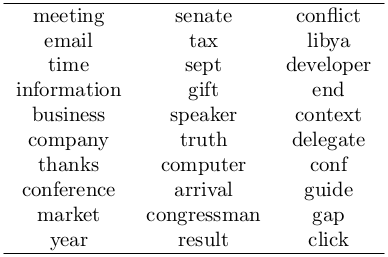 meeting senate conflict
email tax libya
time sept developer
information gift end
business speaker context
company truth delegate
thanks computer conf
conference arrival guide
market congressman gap
year result click